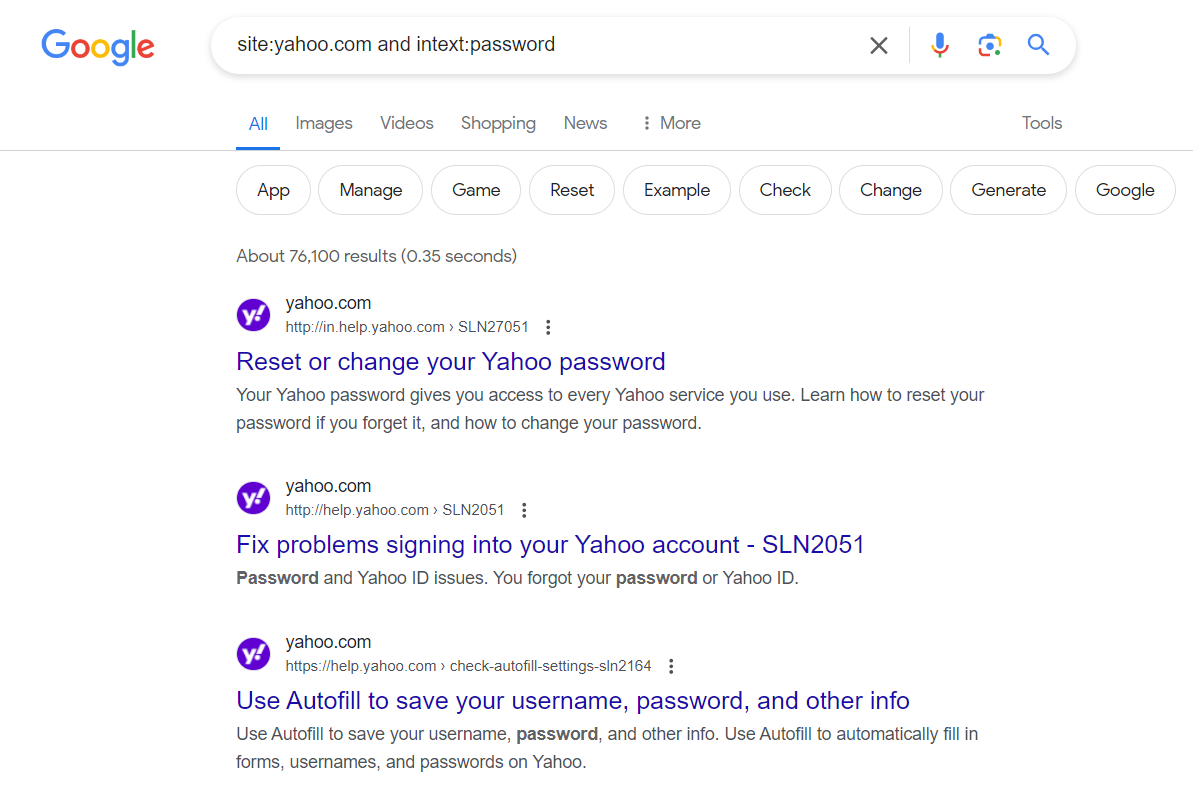 Google
site:yahoo.com and intext:password
All Images Videos Shopping News More Tools
App Manage Game Reset Example Check Change Generate Google
About 76,100 results (0.35 seconds)
y!
yahoo.com
http://in.help.yahoo.com › SLN27051
Reset or change your Yahoo password
Your Yahoo password gives you access to every Yahoo service you use. Learn how to reset your
password if you forget it, and how to change your password.
y!
yahoo.com
http://help.yahoo.com › SLN2051
Fix problems signing into your Yahoo account - SLN2051
Password and Yahoo ID issues. You forgot your password or Yahoo ID.
y!
yahoo.com
https://help.yahoo.com › check-autofill-settings-sln2164
Use Autofill to save your username, password, and other info
Use Autofill to save your username, password, and other info. Use Autofill to automatically fill in
forms, usernames, and passwords on Yahoo.